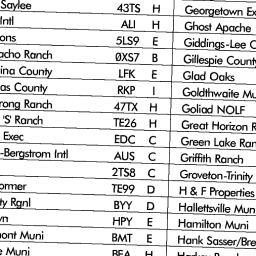 Saylee 43TS H Georgetown Ex
Intl ALI H Ghost Apache
ons 5LS9 E Giddings-Lee C
acho Ranch 0XS7 B Gillespie County
ina County LFK E Glad Oaks
as County RKP I Goldthwaite Mu
rong Ranch 47TX H Goliad NOLF
'S' Ranch TE26 H Great Horizon R
Exec EDC C Green Lake Ran
-Bergstrom Intl AUS C Griffith Ranch
2TS8 C Groveton-Trinity
ormer TE99 D H & F Properties
ty Rgnl BYY D Hallettsville Mun
vn HPY E Hamilton Muni
mont Muni BMT E Hank Sasser/Bre
e Muni BEA H